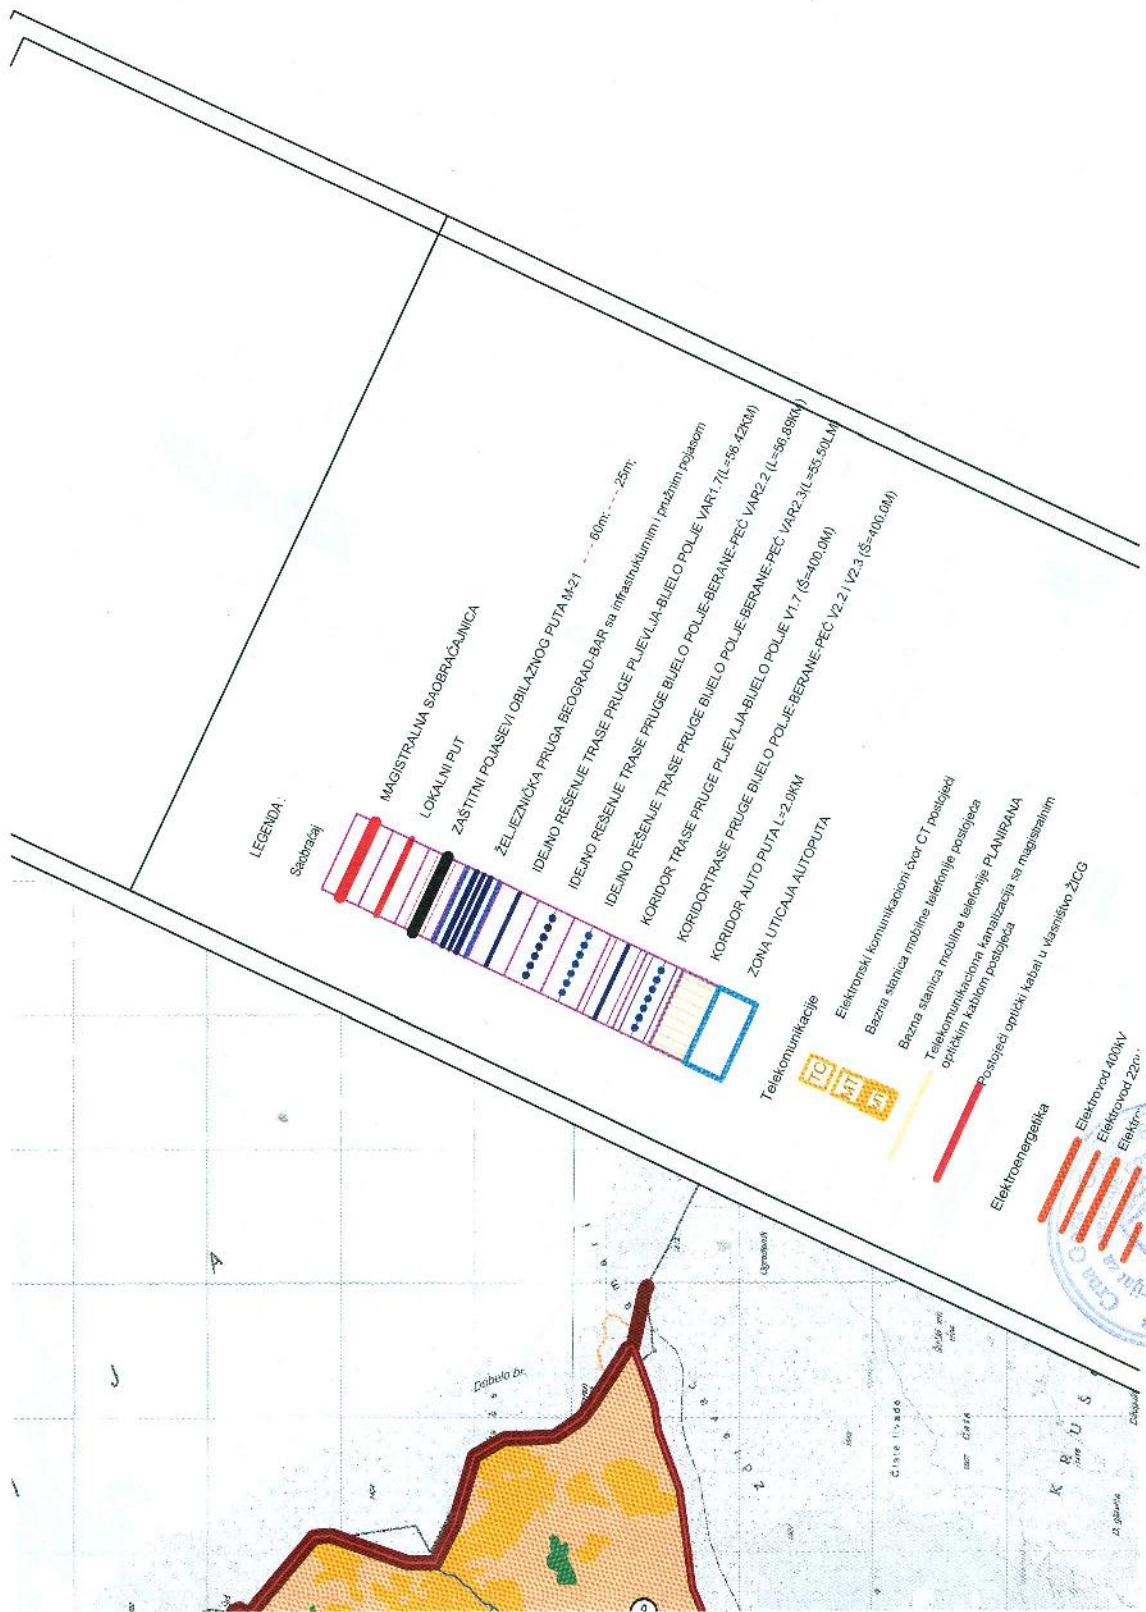 LEGENDA :
Saobraćaj
MAGISTRALNA SAOBRAĆAJNICA
LOKALNI PUT
ZAŠTITNI POJASEVI OBILAZNOG PUTA M-21 --- 60m; --- 25m;
ŽELJEZNIČKA PRUGA BEOGRAD-BAR sa infrastrukturnim i pružnim pojasom
IDEJNO REŠENJE TRASE PRUGE PLJEVLJA-BIJELO POLJE VAR1.7(L=56.42KM)
IDEJNO REŠENJE TRASE PRUGE BIJELO POLJE-BERANE-PEĆ VAR2.2 (L=56.89KM)
IDEJNO REŠENJE TRASE PRUGE BIJELO POLJE-BERANE-PEĆ VAR2.3(L=55.50LM)
KORIDOR TRASE PRUGE PLJEVLJA-BIJELO POLJE V1.7 (Š=400.0M)
KORIDORTRASE PRUGE BIJELO POLJE-BERANE-PEĆ V2.2 I V2.3 (Š=400.0M)
KORIDOR AUTO PUTA L=2.0KM
ZONA UTICAJA AUTOPUTA
Telekomunikacije
TC Elektronski komunikacioni čvor CT postojeći
MT Bazna stanica mobilne telefonije postojeća
MT Bazna stanica mobilne telefonije PLANIRANA
Telekomunikaciona kanalizacija sa magistralnim
optičkim kablom postojeća
Postojeći optički kabal u vlasništvo ŽICG
Elektroenergetika
Elektrovod 400kV
Elektrovod
Crna
za
A
J
Dobelo br.
Ogradienik
Čiste livade
K R U Š